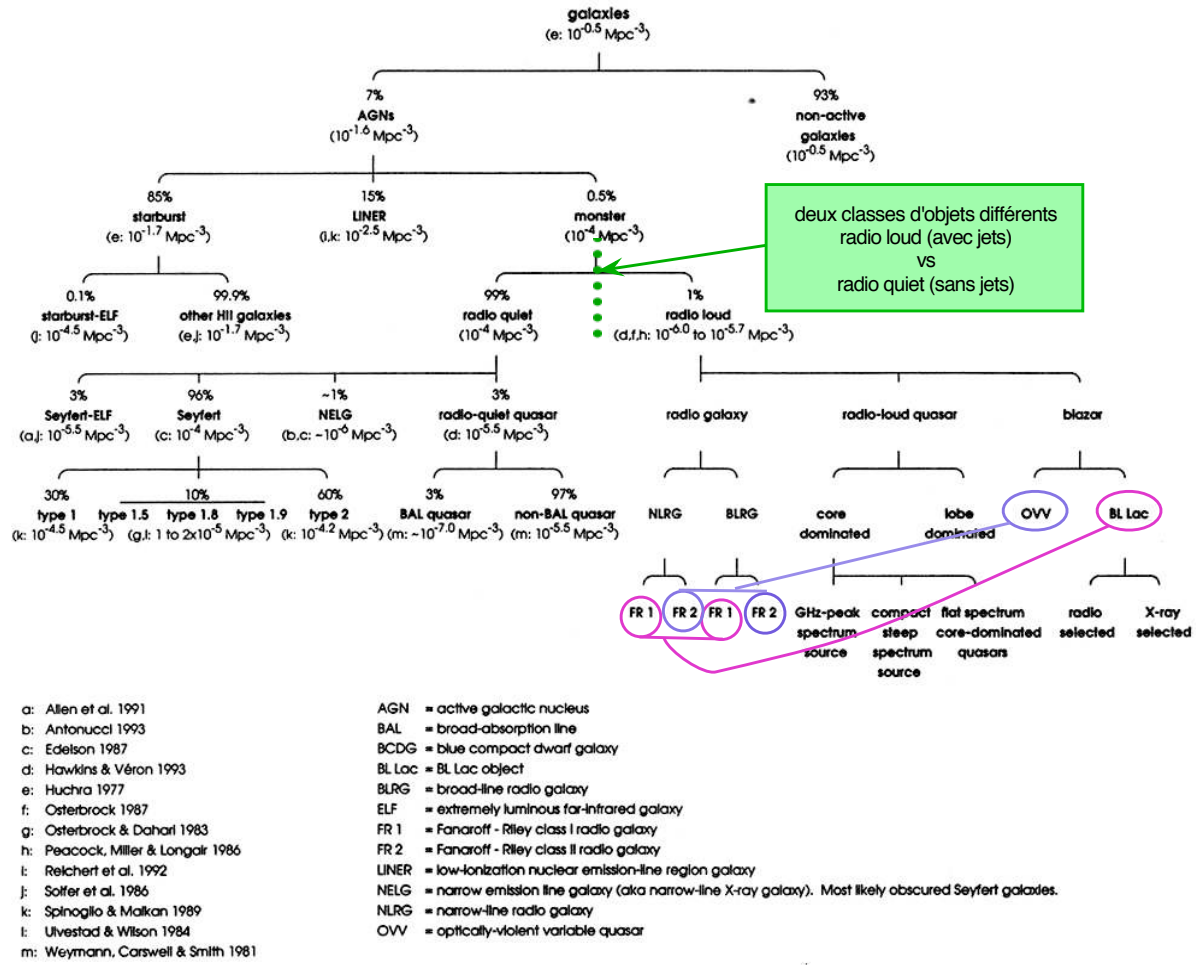 galaxies
(e: 10^-0.5 Mpc^-3)
7%
AGNs
(10^-1.6 Mpc^-3)
93%
non-active
galaxies
(10^-0.5 Mpc^-3)
85%
starburst
(e: 10^-1.7 Mpc^-3)
15%
LINER
(i,k: 10^-2.5 Mpc^-3)
0.5%
monster
(10^-4 Mpc^-3)
deux classes d'objets différents
radio loud (avec jets)
vs
radio quiet (sans jets)
0.1%
starburst-ELF
(j: 10^-4.5 Mpc^-3)
99.9%
other HII galaxies
(e,j: 10^-1.7 Mpc^-3)
99%
radio quiet
(10^-4 Mpc^-3)
1%
radio loud
(d,f,h: 10^-6.0 to 10^-5.7 Mpc^-3)
3%
Seyfert-ELF
(a,j: 10^-5.5 Mpc^-3)
96%
Seyfert
(c: 10^-4 Mpc^-3)
~1%
NELG
(b,c: ~10^-6 Mpc^-3)
3%
radio-quiet quasar
(d: 10^-5.5 Mpc^-3)
radio galaxy
radio-loud quasar
blazar
30%
type 1
(k: 10^-4.5 Mpc^-3)
10%
type 1.5 type 1.8 type 1.9
(g,l: 1 to 2x10^-5 Mpc^-3)
60%
type 2
(k: 10^-4.2 Mpc^-3)
3%
BAL quasar
(m: ~10^-7.0 Mpc^-3)
97%
non-BAL quasar
(m: 10^-5.5 Mpc^-3)
NLRG
BLRG
core
dominated
lobe
dominated
OVV
BL Lac
FR 1
FR 2
FR 1
FR 2
GHz-peak
spectrum
source
compact
steep
spectrum
source
flat spectrum
core-dominated
quasars
radio
selected
X-ray
selected
a: Allen et al. 1991
b: Antonucci 1993
c: Edelson 1987
d: Hawkins & Véron 1993
e: Huchra 1977
f: Osterbrock 1987
g: Osterbrock & Dahari 1983
h: Peacock, Miller & Longair 1986
i: Reichert et al. 1992
j: Soifer et al. 1986
k: Spinoglio & Malkan 1989
l: Ulvestad & Wilson 1984
m: Weymann, Carswell & Smith 1981
AGN = active galactic nucleus
BAL = broad-absorption line
BCDG = blue compact dwarf galaxy
BL Lac = BL Lac object
BLRG = broad-line radio galaxy
ELF = extremely luminous far-infrared galaxy
FR 1 = Fanaroff - Riley class I radio galaxy
FR 2 = Fanaroff - Riley class II radio galaxy
LINER = low-ionization nuclear emission-line region galaxy
NELG = narrow emission line galaxy (aka narrow-line X-ray galaxy). Most likely obscured Seyfert galaxies.
NLRG = narrow-line radio galaxy
OVV = optically-violent variable quasar